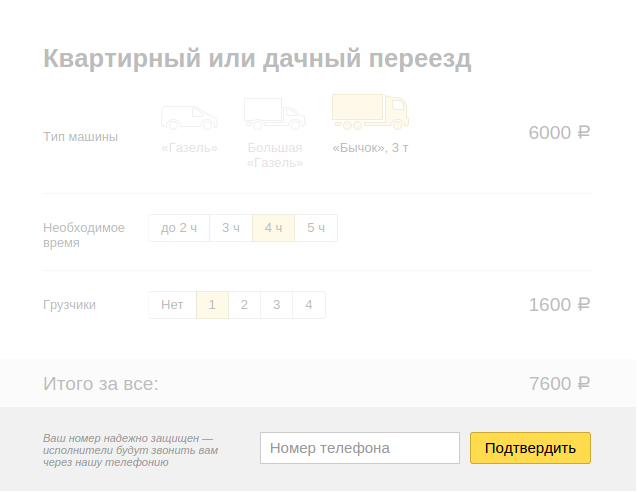 Квартирный или дачный переезд
Тип машины
«Газель»
Большая
«Газель»
«Бычок», 3 т
6000 ₽
Необходимое
время
до 2 ч 3 ч 4 ч 5 ч
Грузчики
Нет 1 2 3 4
1600 ₽
Итого за все:
7600 ₽
Ваш номер надежно защищен —
исполнители будут звонить вам
через нашу телефонию
Номер телефона
Подтвердить